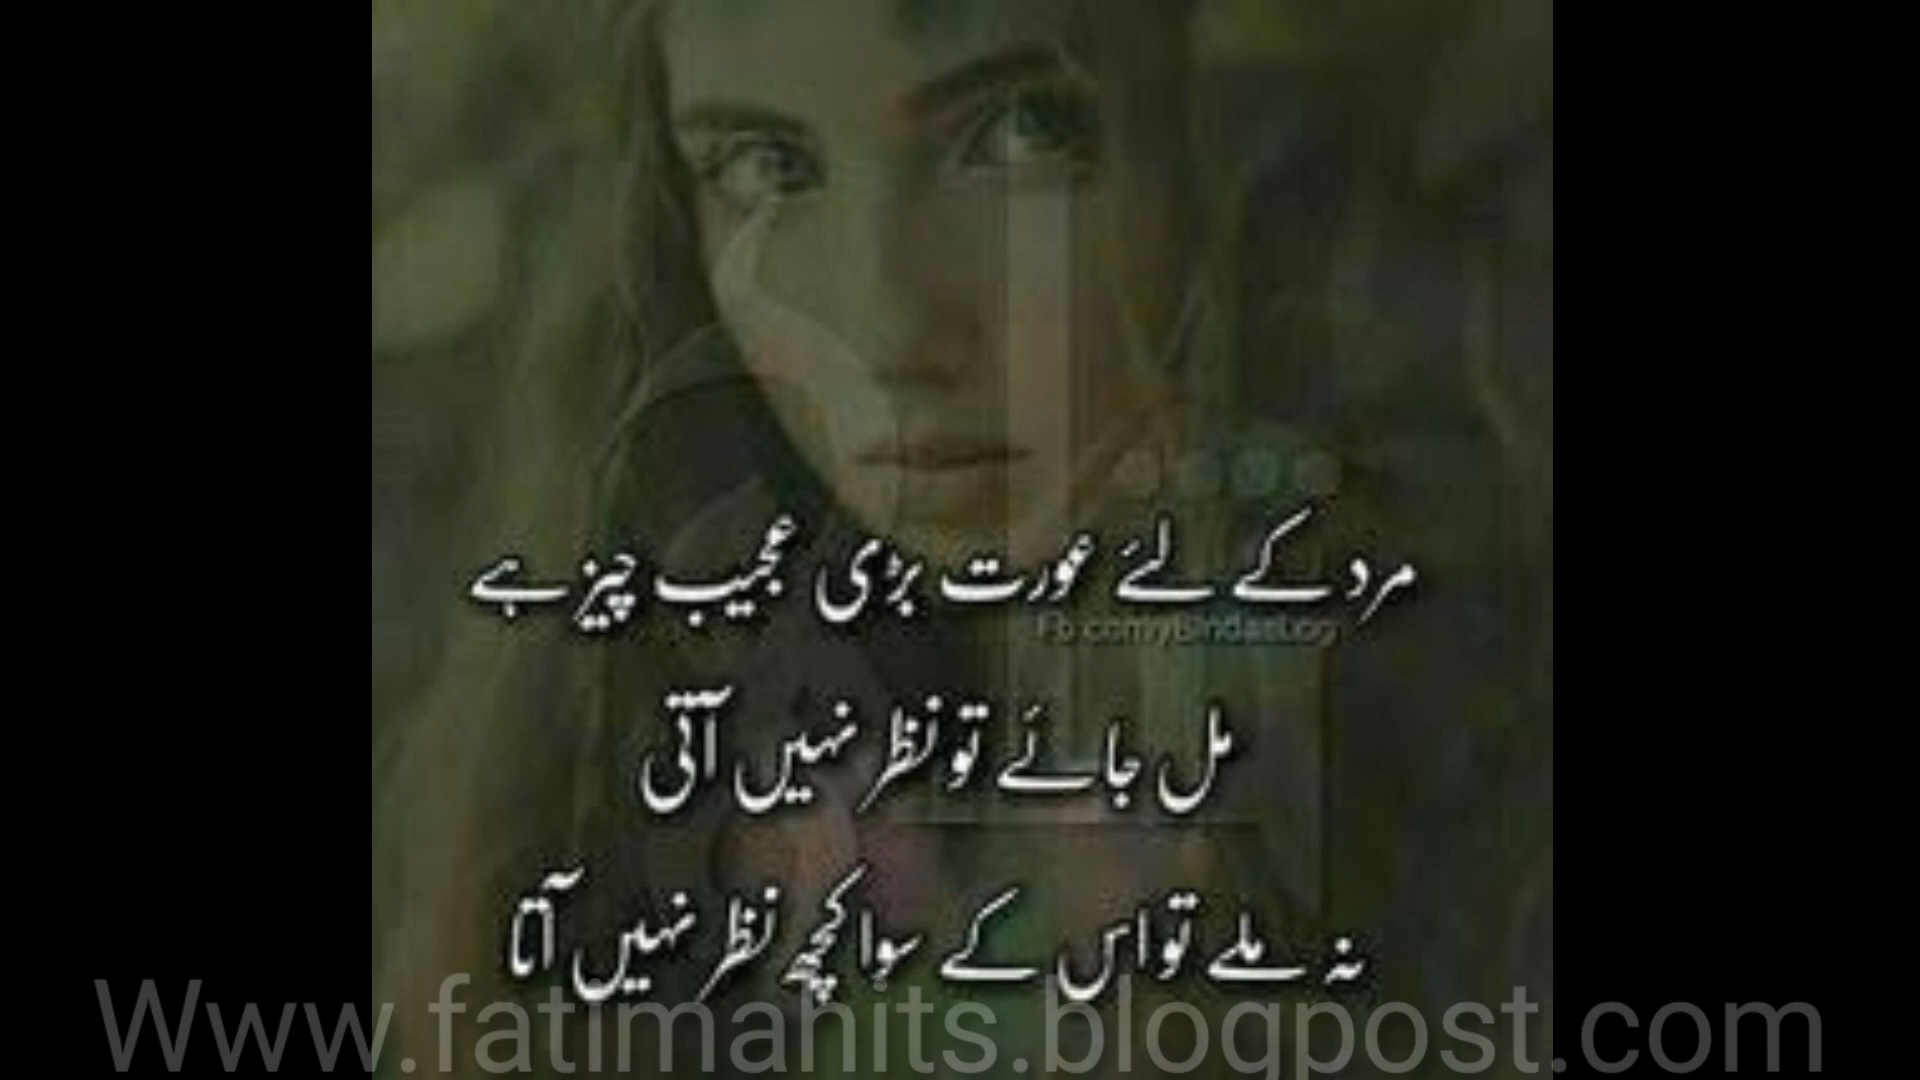 مرد کے لئے عورت بڑی عجیب چیز ہے
مل جائے تو نظر نہیں آتی
نہ ملے تو اس کے سوا کچھ نظر نہیں آتا
Www.fatimahits.blogpost.com